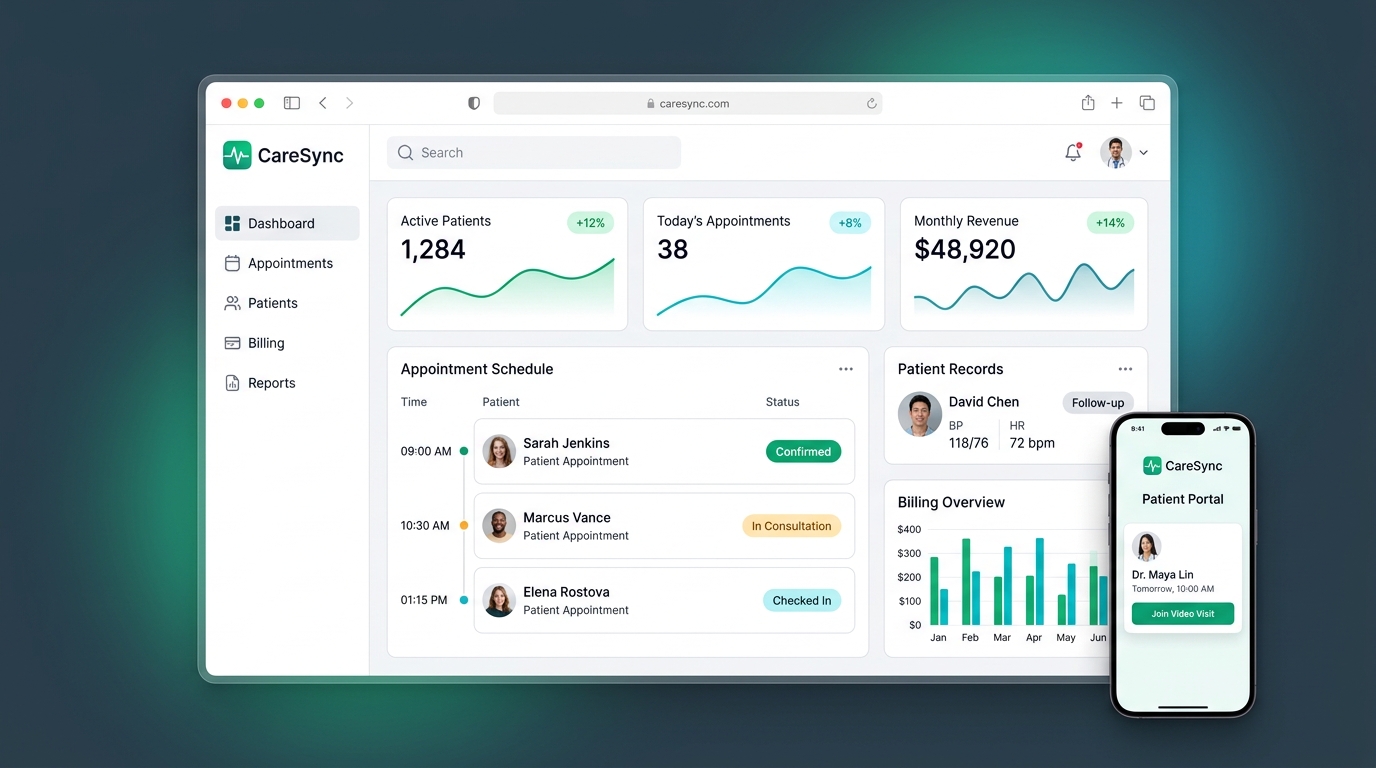 caresync.com
CareSync
Search
Dashboard
Appointments
Patients
Billing
Reports
Active Patients
+12%
1,284
Today's Appointments
+8%
38
Monthly Revenue
+14%
$48,920
Appointment Schedule
Time Patient Status
09:00 AM
Sarah Jenkins
Patient Appointment
Confirmed
10:30 AM
Marcus Vance
Patient Appointment
In Consultation
01:15 PM
Elena Rostova
Patient Appointment
Checked In
Patient Records
David Chen
Follow-up
BP HR
118/76 72 bpm
Billing Overview
$400
$300
$200
$100
$0
Jan Feb Mar Apr May Jun
9:41
CareSync
Patient Portal
Dr. Maya Lin
Tomorrow, 10:00 AM
Join Video Visit